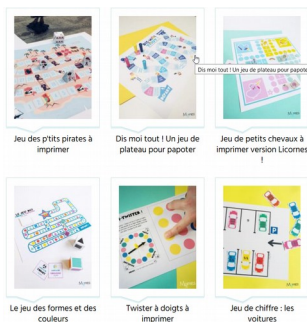 Dis moi tout ! Un jeu de plateau pour papote
Jeu des p'tits pirates à
imprimer
Dis moi tout ! Un jeu de
plateau pour papoter
Jeu de petits chevaux à
imprimer version Licornes
!
TWISTER
P
Le jeu des formes et des
couleurs
Twister à doigts à
imprimer
Jeu de chiffre : les
voitures